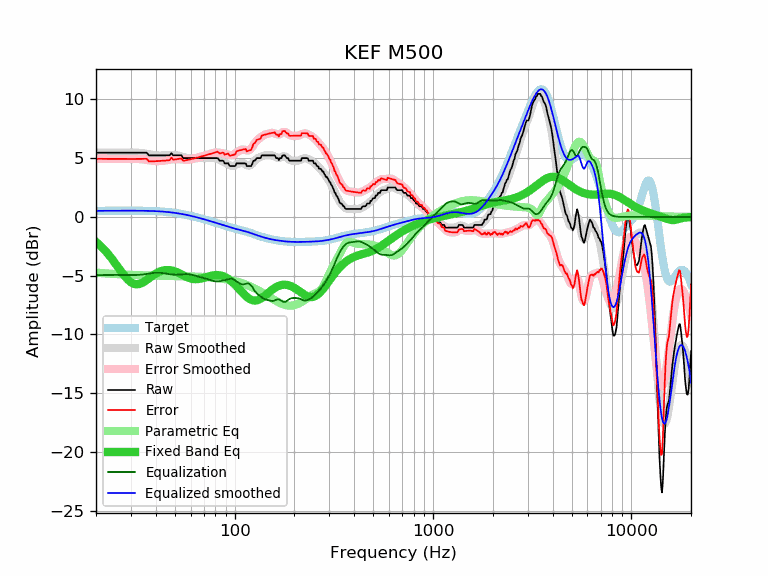 KEF M500
Amplitude (dBr)
10
5
0
−5
−10
−15
−20
−25
Target
Raw Smoothed
Error Smoothed
Raw
Error
Parametric Eq
Fixed Band Eq
Equalization
Equalized smoothed
100
1000
10000
Frequency (Hz)